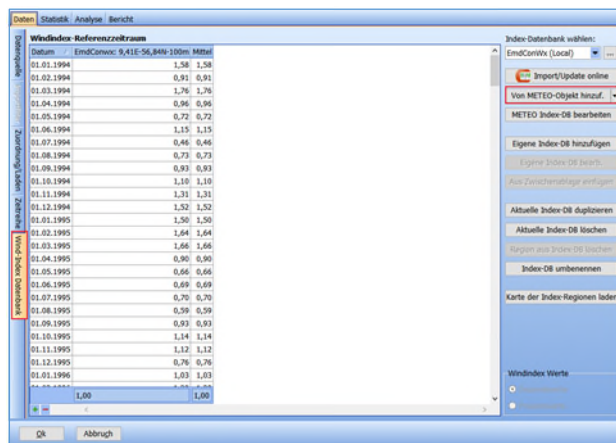 Daten Statistik Analyse Bericht
Datenquelle
Zuordnung/Laden
Zeitreihe
Wind-Index Datenbank
Windindex-Referenzzeitraum
Datum EmdConwx: 9,41E-56,84N-100m Mittel
01.01.1994 1,58 1,58
01.02.1994 0,91 0,91
01.03.1994 1,76 1,76
01.04.1994 0,96 0,96
01.05.1994 0,72 0,72
01.06.1994 1,15 1,15
01.07.1994 0,46 0,46
01.08.1994 0,73 0,73
01.09.1994 0,93 0,93
01.10.1994 1,10 1,10
01.11.1994 1,31 1,31
01.12.1994 1,52 1,52
01.01.1995 1,50 1,50
01.02.1995 1,64 1,64
01.03.1995 1,66 1,66
01.04.1995 0,90 0,90
01.05.1995 0,66 0,66
01.06.1995 0,69 0,69
01.07.1995 0,70 0,70
01.08.1995 0,59 0,59
01.09.1995 0,93 0,93
01.10.1995 1,14 1,14
01.11.1995 1,12 1,12
01.12.1995 0,76 0,76
01.01.1996 1,03 1,03
1,00 1,00
Index-Datenbank wählen:
EmdConWx (Local) ...
Import/Update online
Von METEO-Objekt hinzuf.
METEO Index-DB bearbeiten
Eigene Index-DB hinzufügen
Eigene Index-DB bearb.
Aus Zwischenablage einfügen
Aktuelle Index-DB duplizieren
Aktuelle Index-DB löschen
Region aus Index-DB löschen
Index-DB umbenennen
Karte der Index-Regionen laden
Windindex Werte
Ok Abbruch